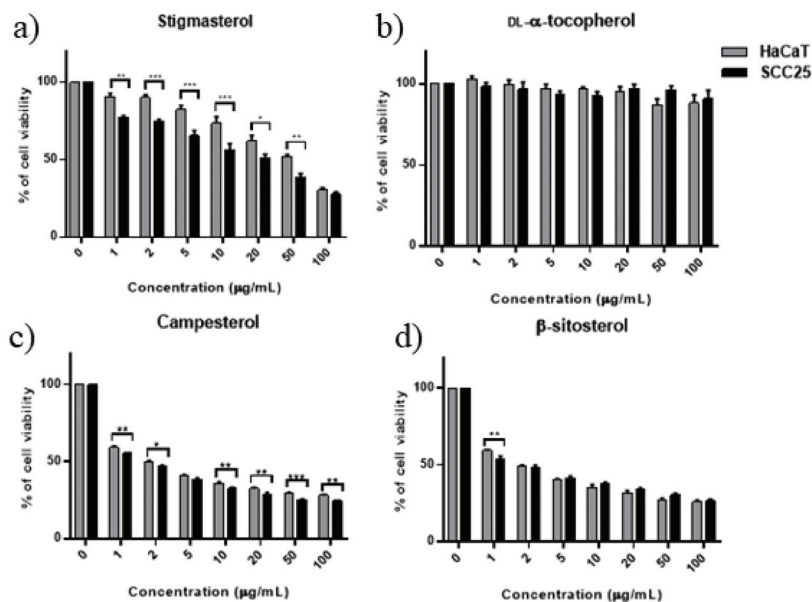 a)
Stigmasterol
% of cell viability
100
50
0
** *** *** *** * **
0 1 2 5 10 20 50 100
Concentration (µg/mL)
b)
DL-α-tocopherol
HaCaT
SCC25
% of cell viability
100
50
0
0 1 2 5 10 20 50 100
Concentration (µg/mL)
c)
Campesterol
% of cell viability
100
50
0
** * ** ** *** **
0 1 2 5 10 20 50 100
Concentration (µg/mL)
d)
β-sitosterol
% of cell viability
100
50
0
**
0 1 2 5 10 20 50 100
Concentration (µg/mL)